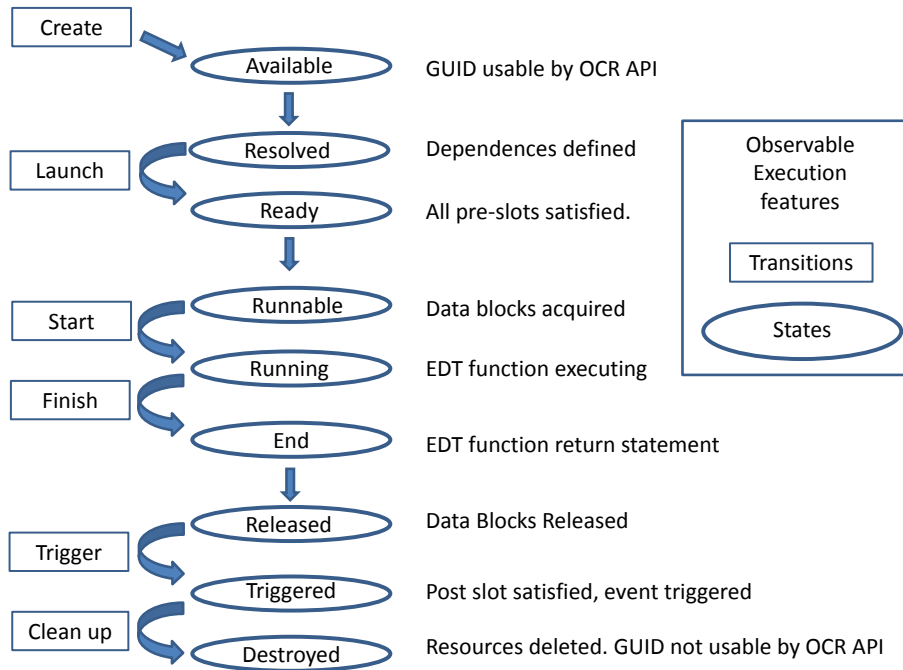 Create
Available
GUID usable by OCR API
Resolved
Dependences defined
Launch
Ready
All pre-slots satisfied.
Runnable
Data blocks acquired
Start
Running
EDT function executing
Finish
End
EDT function return statement
Released
Data Blocks Released
Trigger
Triggered
Post slot satisfied, event triggered
Clean up
Destroyed
Resources deleted. GUID not usable by OCR API
Observable
Execution
features
Transitions
States